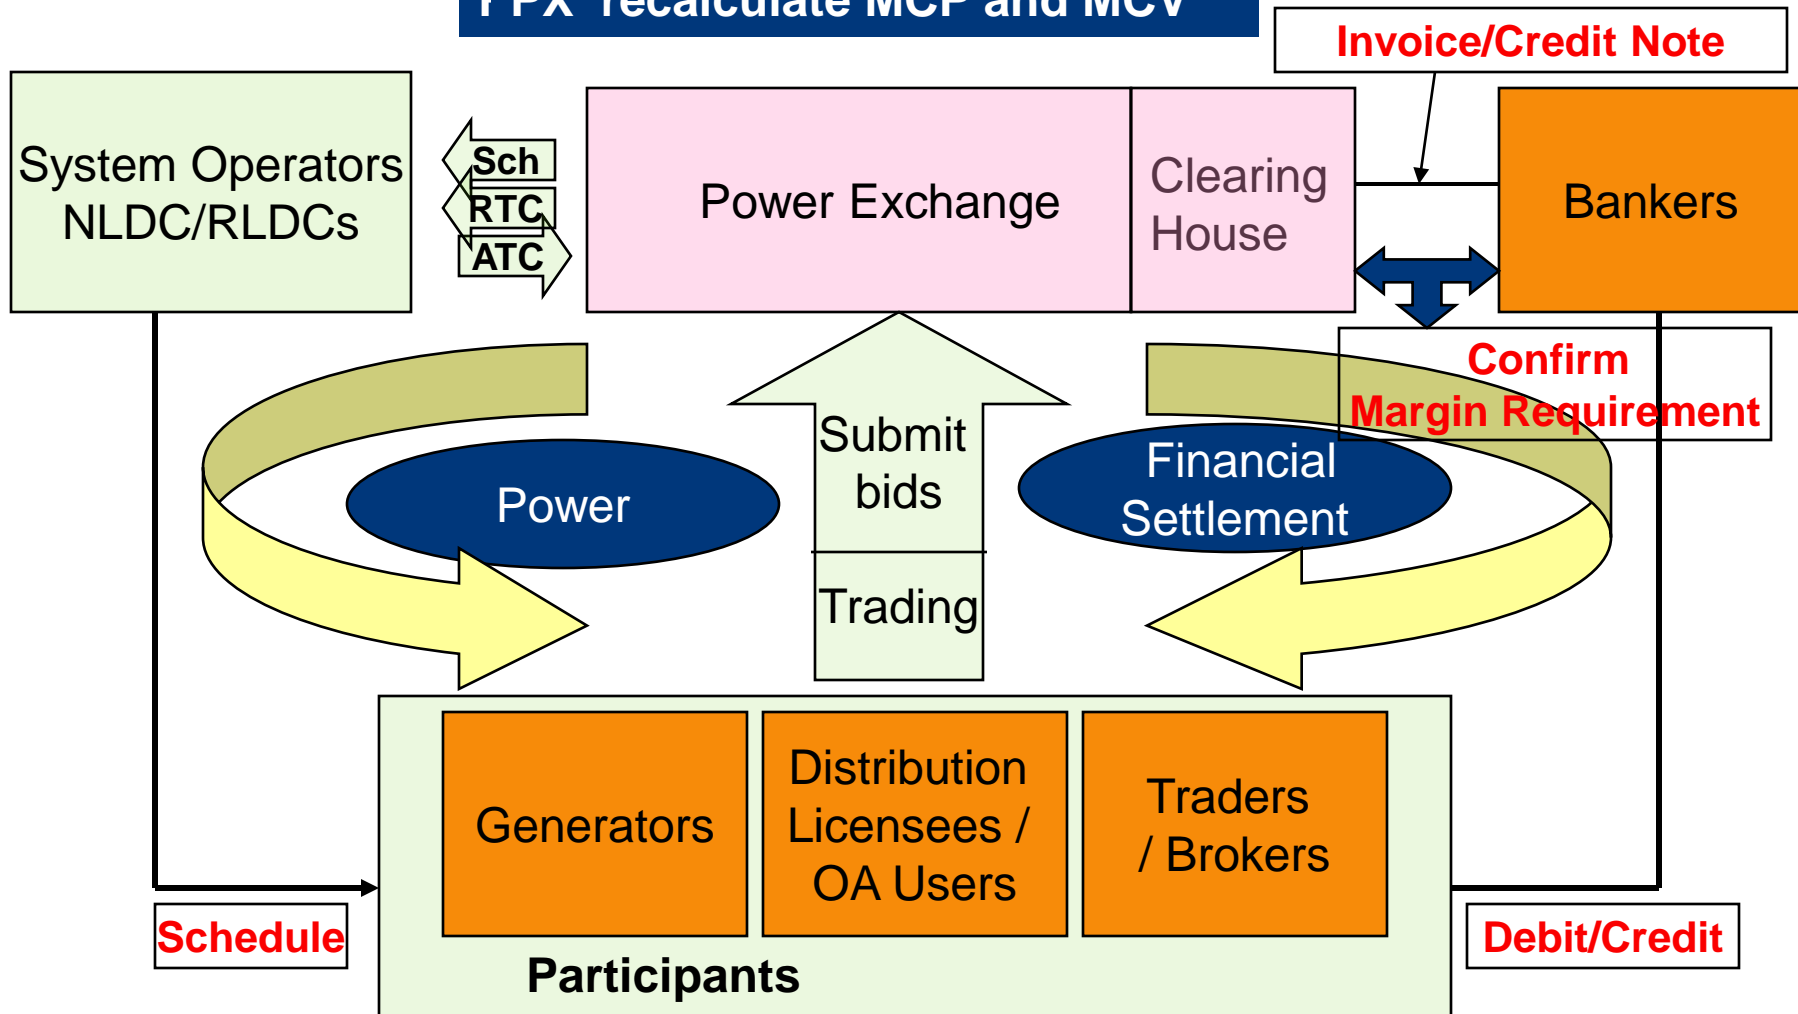 PX recalculate MCP and MCV
Invoice/Credit Note
System Operators
NLDC/RLDCs
Sch
RTC
ATC
Power Exchange
Clearing
House
Bankers
Confirm
Margin Requirement
Submit
bids
Power
Financial
Settlement
Trading
Generators
Distribution
Licensees /
OA Users
Traders
/ Brokers
Schedule
Debit/Credit
Participants